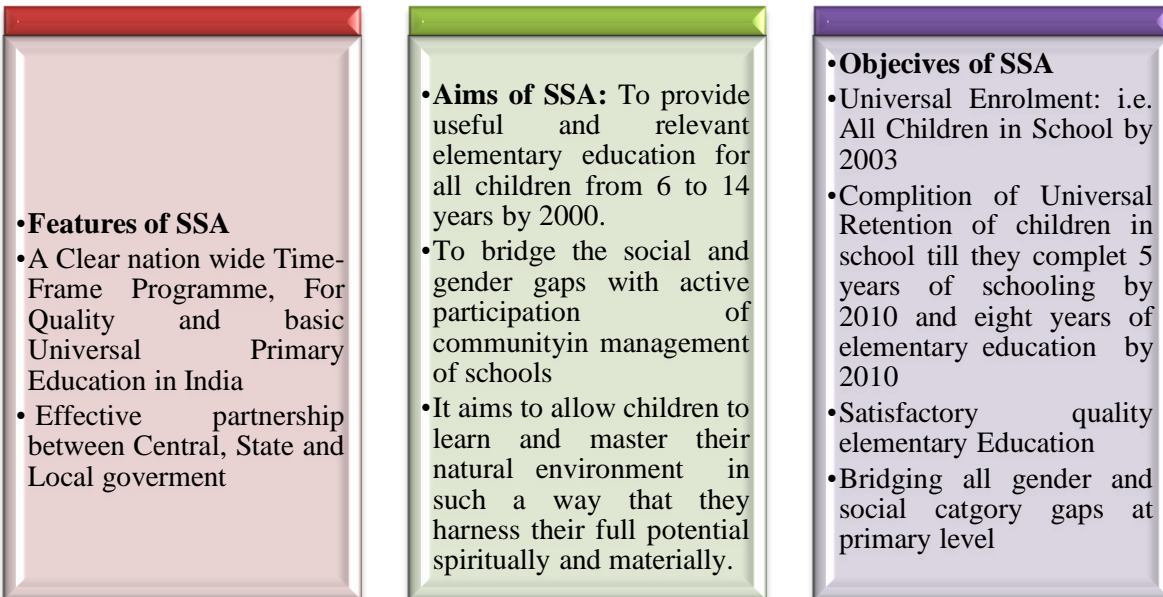 •Features of SSA
•A Clear nation wide Time-
Frame Programme, For
Quality and basic
Universal Primary
Education in India
• Effective partnership
between Central, State and
Local goverment
•Aims of SSA: To provide
useful and relevant
elementary education for
all children from 6 to 14
years by 2000.
•To bridge the social and
gender gaps with active
participation of
communityin management
of schools
•It aims to allow children to
learn and master their
natural environment in
such a way that they
harness their full potential
spiritually and materially.
•Objecives of SSA
•Universal Enrolment: i.e.
All Children in School by
2003
•Complition of Universal
Retention of children in
school till they complet 5
years of schooling by
2010 and eight years of
elementary education by
2010
•Satisfactory quality
elementary Education
•Bridging all gender and
social catgory gaps at
primary level